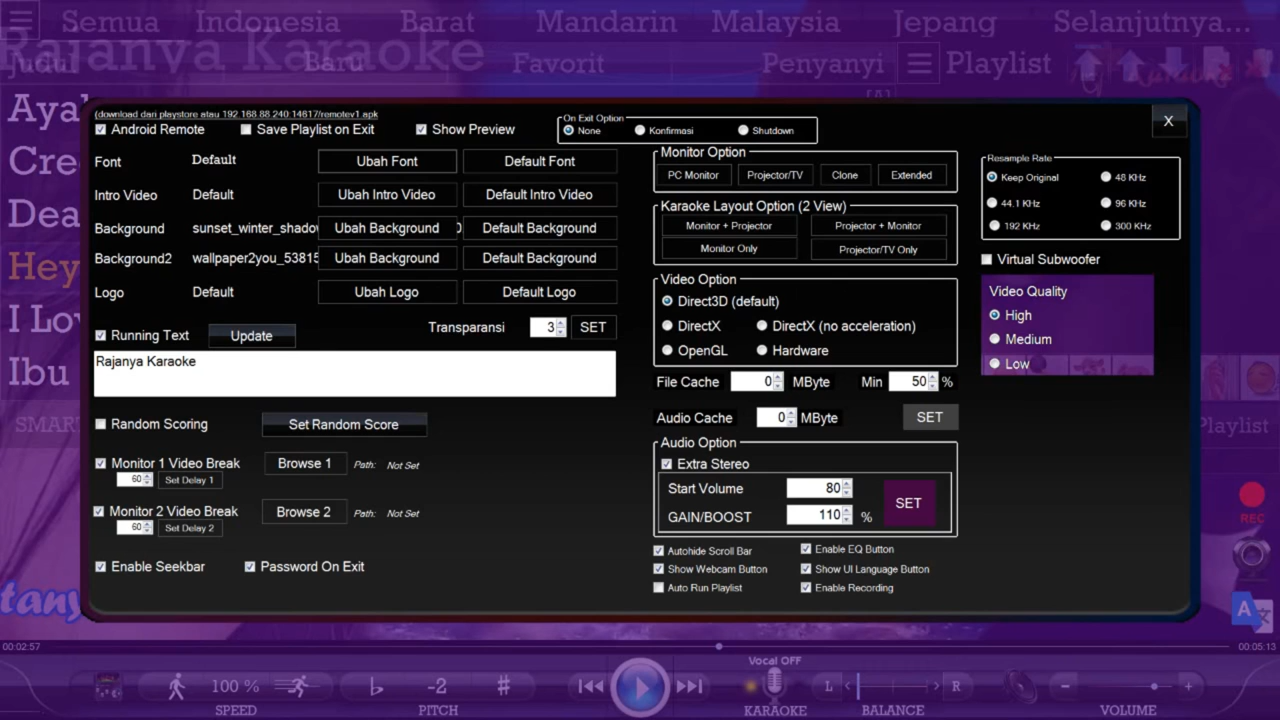 Semua Indonesia Barat Mandarin Malaysia Jepang Selanjutnya...
Rajanya Karaoke
Judul Baru Favorit Penyanyi Playlist
[A]
(download dari playstore atau 192.168.88.240:14617/remotev1.apk
Android Remote Save Playlist on Exit Show Preview
On Exit Option
None Konfirmasi Shutdown
X
Font Default Ubah Font Default Font
Intro Video Default Ubah Intro Video Default Intro Video
Background sunset_winter_shado Ubah Background Default Background
Background2 wallpaper2you_53815 Ubah Background Default Background
Logo Default Ubah Logo Default Logo
Running Text Update Transparansi 3 SET
Rajanya Karaoke
Random Scoring Set Random Score
Monitor 1 Video Break Browse 1 Path: Not Set
60 Set Delay 1
Monitor 2 Video Break Browse 2 Path: Not Set
60 Set Delay 2
Enable Seekbar Password On Exit
Monitor Option
PC Monitor Projector/TV Clone Extended
Karaoke Layout Option (2 View)
Monitor + Projector Projector + Monitor
Monitor Only Projector/TV Only
Video Option
Direct3D (default)
DirectX DirectX (no acceleration)
OpenGL Hardware
File Cache 0 MByte Min 50 %
Audio Cache 0 MByte SET
Audio Option
Extra Stereo
Start Volume 80
GAIN/BOOST 110 %
SET
Autohide Scroll Bar Enable EQ Button
Show Webcam Button Show UI Language Button
Auto Run Playlist Enable Recording
Resample Rate
Keep Original 48 KHz
44.1 KHz 96 KHz
192 KHz 300 KHz
Virtual Subwoofer
Video Quality
High
Medium
Low
Aya
Cre
Dea
Hey
I Lo
Ibu
SMAR
Playlist
REC
A
tany
00:02:57 00:05:13
Vocal OFF
100 % -2 L < > R - +
SPEED PITCH KARAOKE BALANCE VOLUME